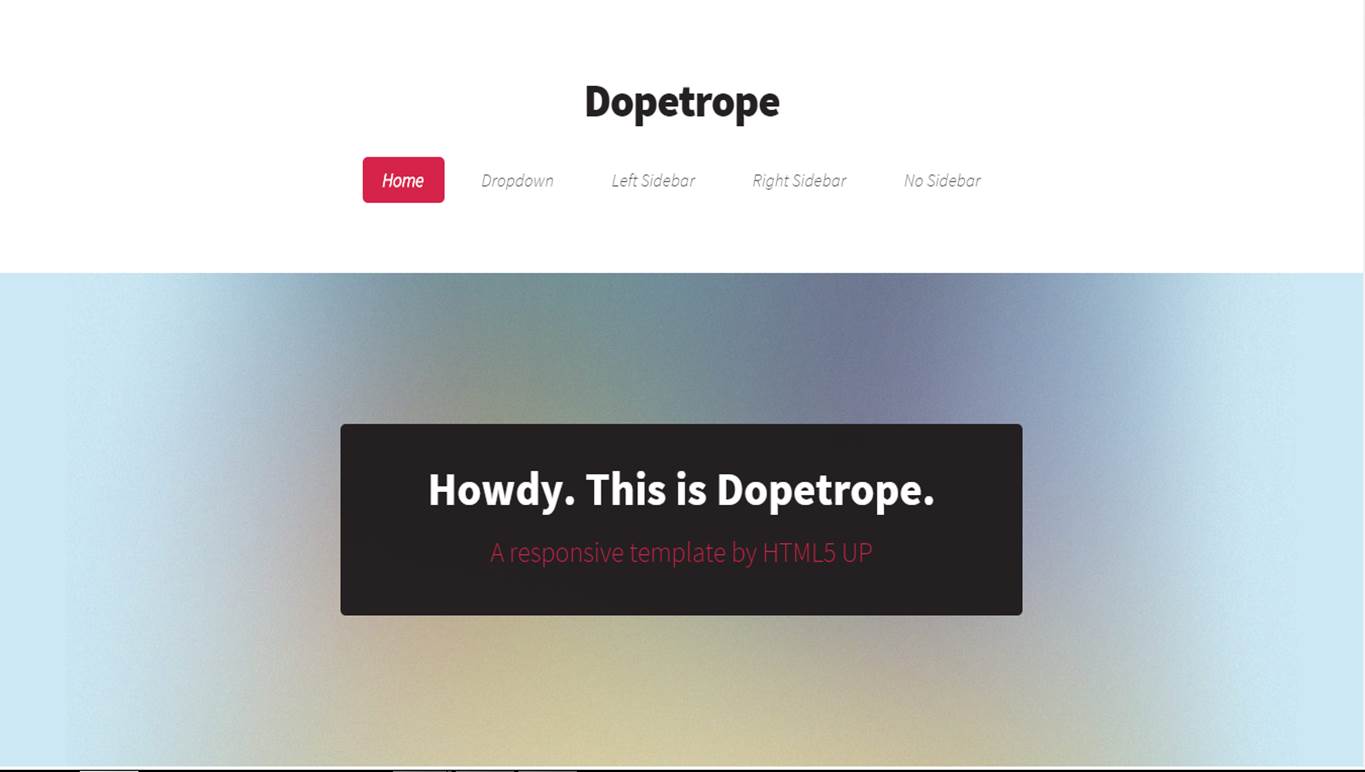 Dopetrope
Home Dropdown Left Sidebar Right Sidebar No Sidebar
Howdy. This is Dopetrope.
A responsive template by HTML5 UP